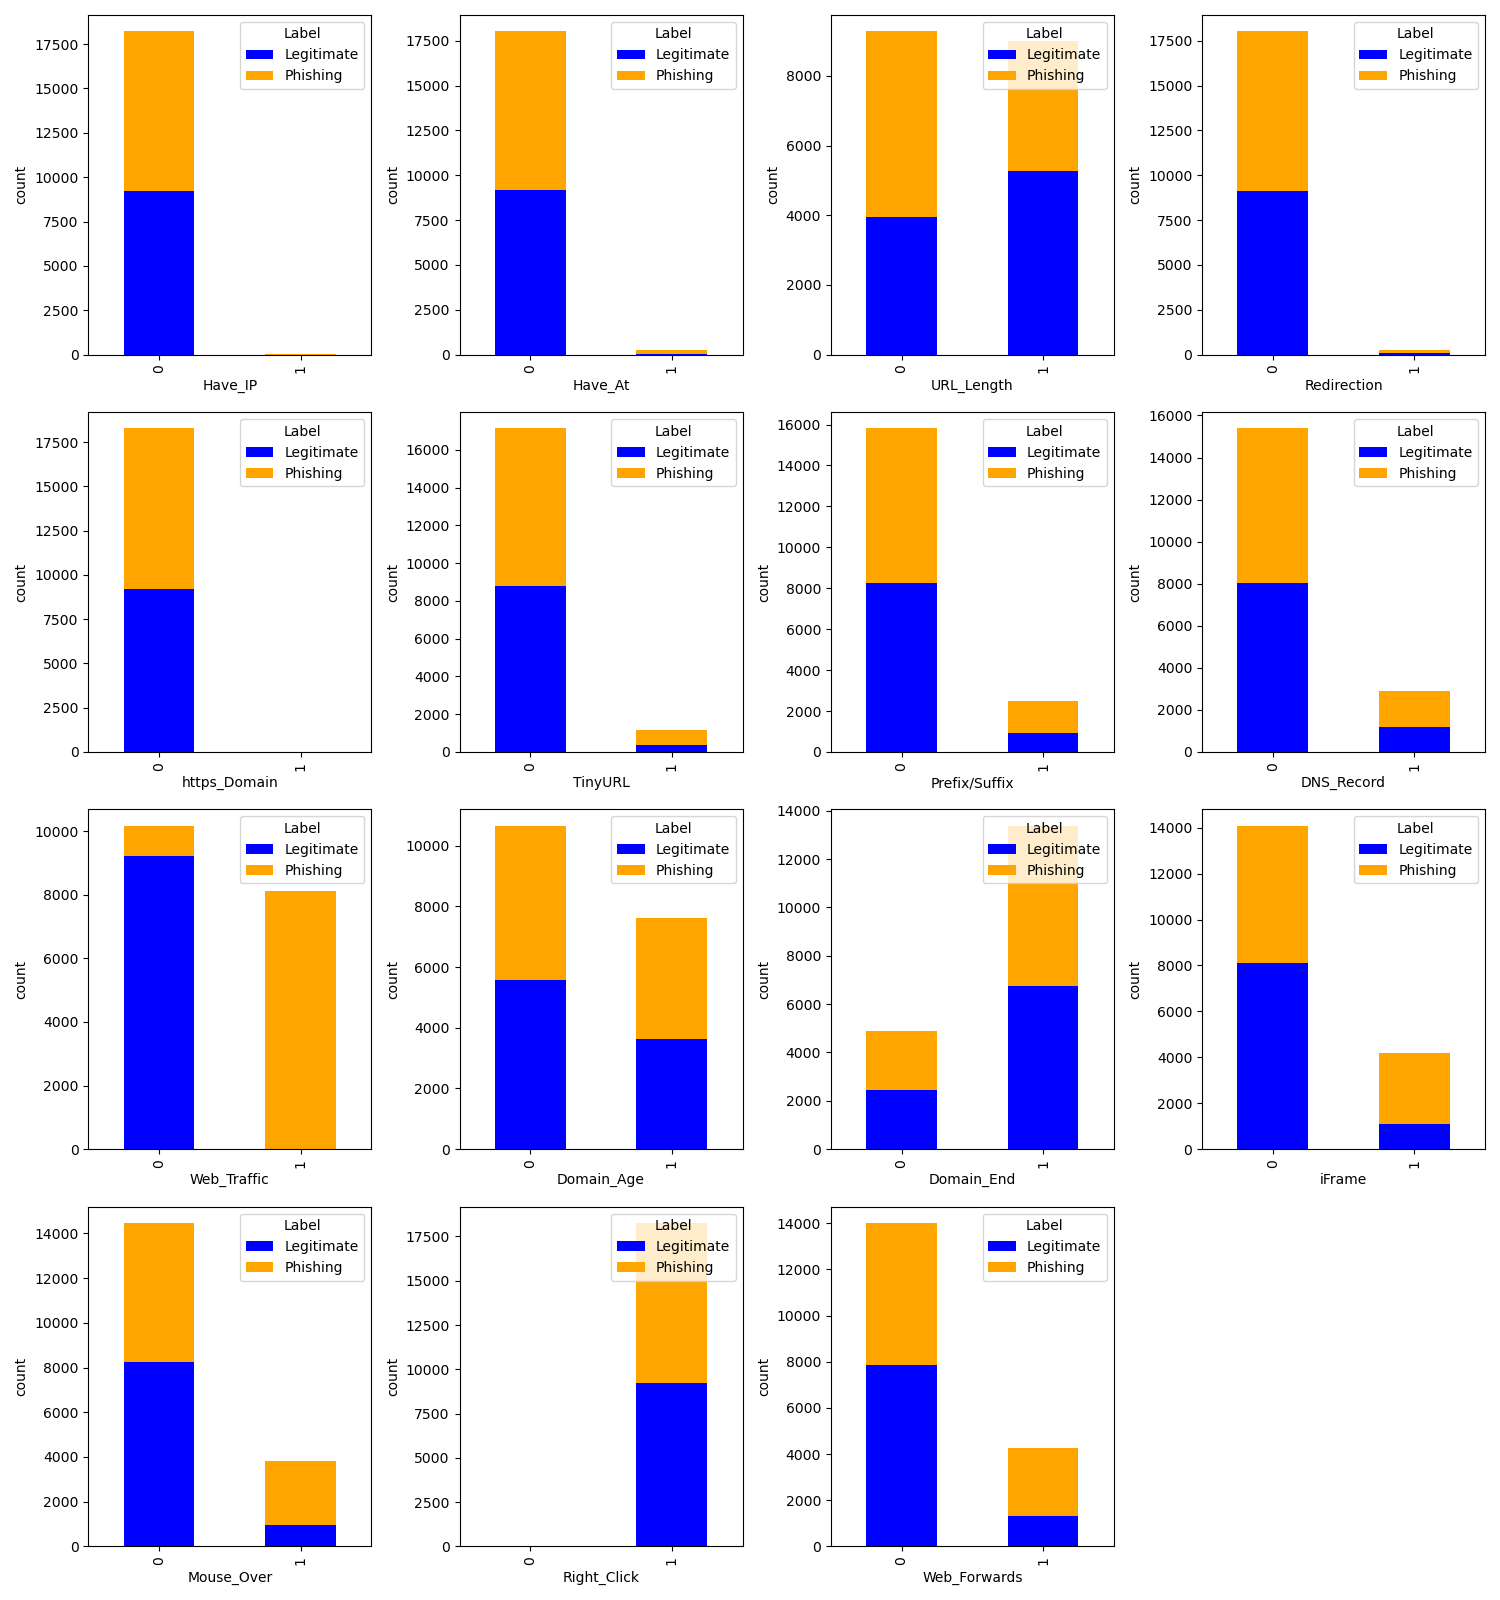 Label
Legitimate
Phishing
count
17500
15000
12500
10000
7500
5000
2500
0
0
1
Have_IP
Label
Legitimate
Phishing
count
17500
15000
12500
10000
7500
5000
2500
0
0
1
Have_At
Label
Legitimate
Phishing
count
8000
6000
4000
2000
0
0
1
URL_Length
Label
Legitimate
Phishing
count
17500
15000
12500
10000
7500
5000
2500
0
0
1
Redirection
Label
Legitimate
Phishing
count
17500
15000
12500
10000
7500
5000
2500
0
0
1
https_Domain
Label
Legitimate
Phishing
count
16000
14000
12000
10000
8000
6000
4000
2000
0
0
1
TinyURL
Label
Legitimate
Phishing
count
16000
14000
12000
10000
8000
6000
4000
2000
0
0
1
Prefix/Suffix
Label
Legitimate
Phishing
count
16000
14000
12000
10000
8000
6000
4000
2000
0
0
1
DNS_Record
Label
Legitimate
Phishing
count
10000
8000
6000
4000
2000
0
0
1
Web_Traffic
Label
Legitimate
Phishing
count
10000
8000
6000
4000
2000
0
0
1
Domain_Age
Label
Legitimate
Phishing
count
14000
12000
10000
8000
6000
4000
2000
0
0
1
Domain_End
Label
Legitimate
Phishing
count
14000
12000
10000
8000
6000
4000
2000
0
0
1
iFrame
Label
Legitimate
Phishing
count
14000
12000
10000
8000
6000
4000
2000
0
0
1
Mouse_Over
Label
Legitimate
Phishing
count
17500
15000
12500
10000
7500
5000
2500
0
0
1
Right_Click
Label
Legitimate
Phishing
count
14000
12000
10000
8000
6000
4000
2000
0
0
1
Web_Forwards